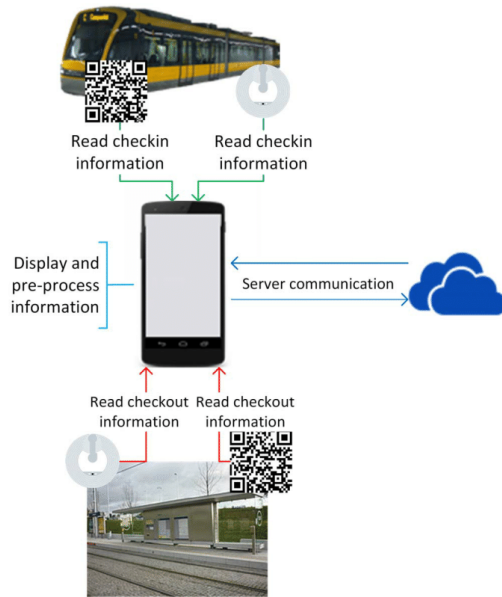 Read checkin
information
Read checkin
information
Display and
pre-process
information
Server communication
Read checkout
information
Read checkout
information